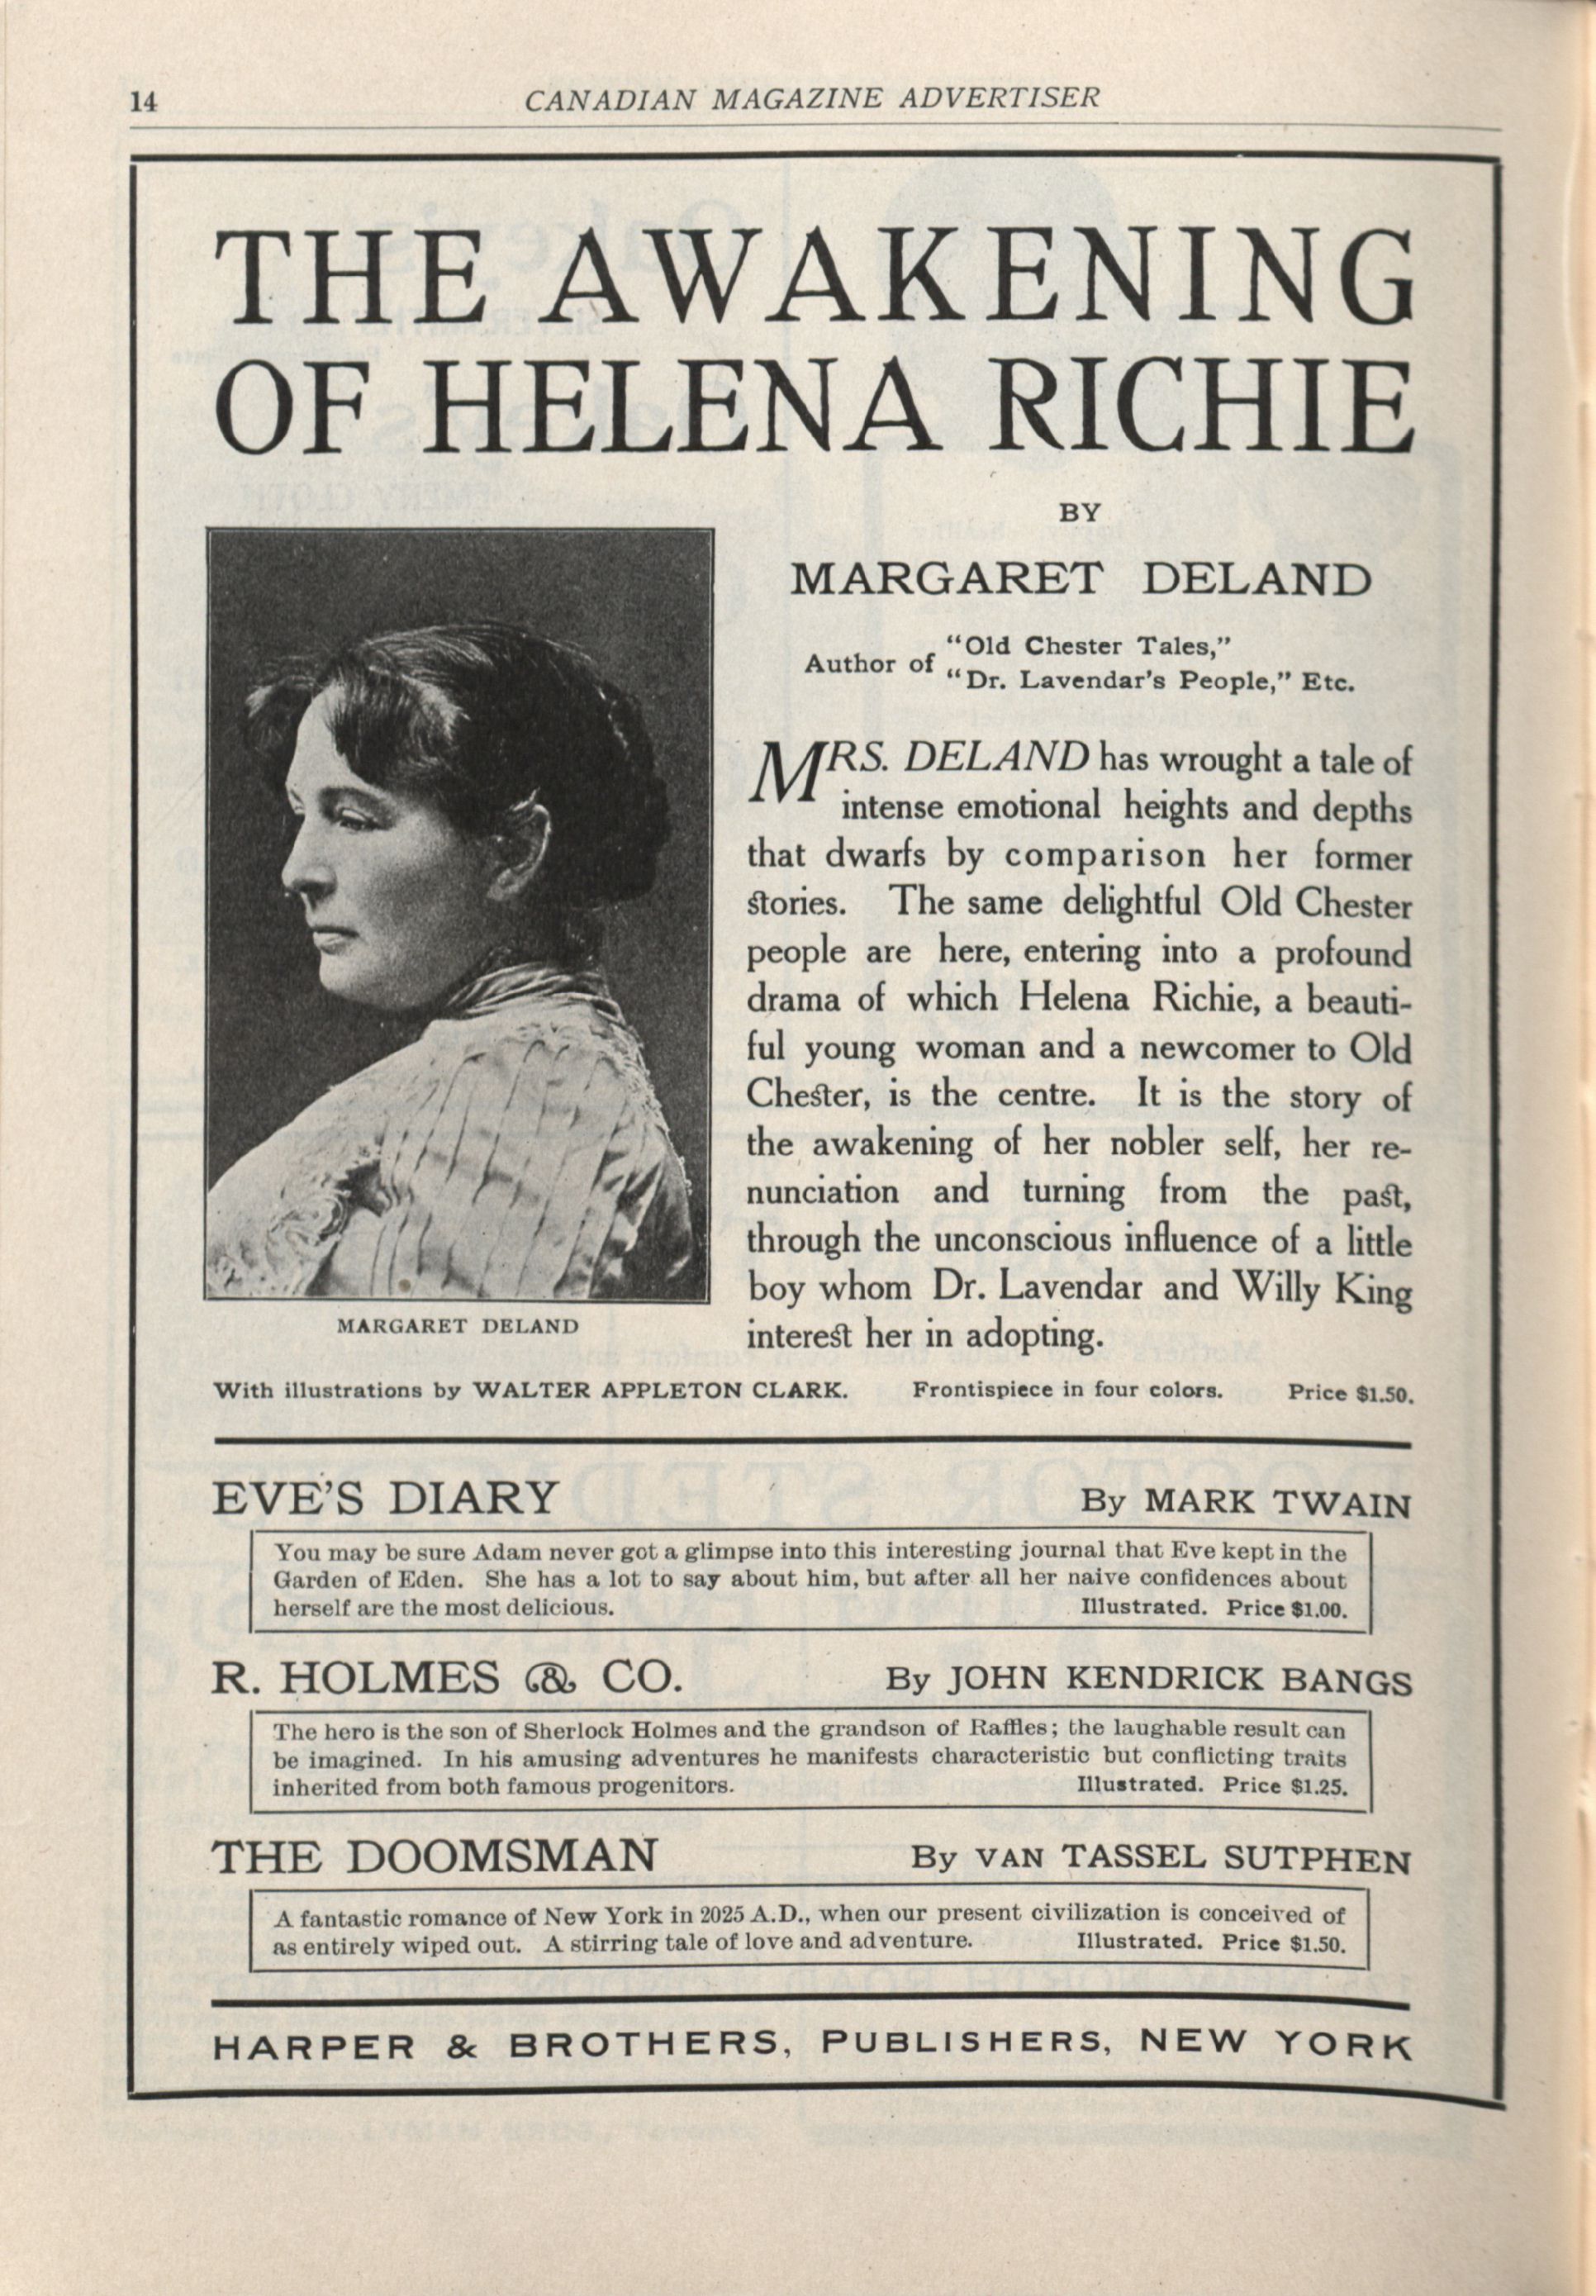 14
CANADIAN MAGAZINE ADVERTISER
THE AWAKENING
OF HELENA RICHIE
BY
MARGARET DELAND
Author of "Old Chester Tales,"
"Dr. Lavendar's People," Etc.
MRS. DELAND has wrought a tale of
intense emotional heights and depths
that dwarfs by comparison her former
stories. The same delightful Old Chester
people are here, entering into a profound
drama of which Helena Richie, a beauti-
ful young woman and a newcomer to Old
Chester, is the centre. It is the story of
the awakening of her nobler self, her re-
nunciation and turning from the past,
through the unconscious influence of a little
boy whom Dr. Lavendar and Willy King
interest her in adopting.
MARGARET DELAND
With illustrations by WALTER APPLETON CLARK. Frontispiece in four colors. Price $1.50.
EVE'S DIARY By MARK TWAIN
You may be sure Adam never got a glimpse into this interesting journal that Eve kept in the
Garden of Eden. She has a lot to say about him, but after all her naive confidences about
herself are the most delicious. Illustrated. Price $1.00.
R. HOLMES & CO. By JOHN KENDRICK BANGS
The hero is the son of Sherlock Holmes and the grandson of Raffles; the laughable result can
be imagined. In his amusing adventures he manifests characteristic but conflicting traits
inherited from both famous progenitors. Illustrated. Price $1.25.
THE DOOMSMAN By VAN TASSEL SUTPHEN
A fantastic romance of New York in 2025 A.D., when our present civilization is conceived of
as entirely wiped out. A stirring tale of love and adventure. Illustrated. Price $1.50.
HARPER & BROTHERS, PUBLISHERS, NEW YORK